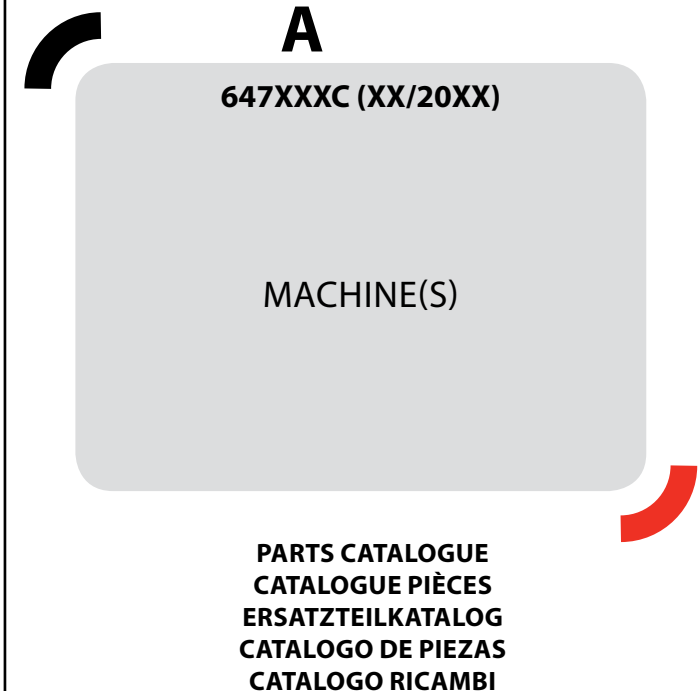 A
647XXXC (XX/20XX)
MACHINE(S)
PARTS CATALOGUE
CATALOGUE PIÈCES
ERSATZTEILKATALOG
CATALOGO DE PIEZAS
CATALOGO RICAMBI